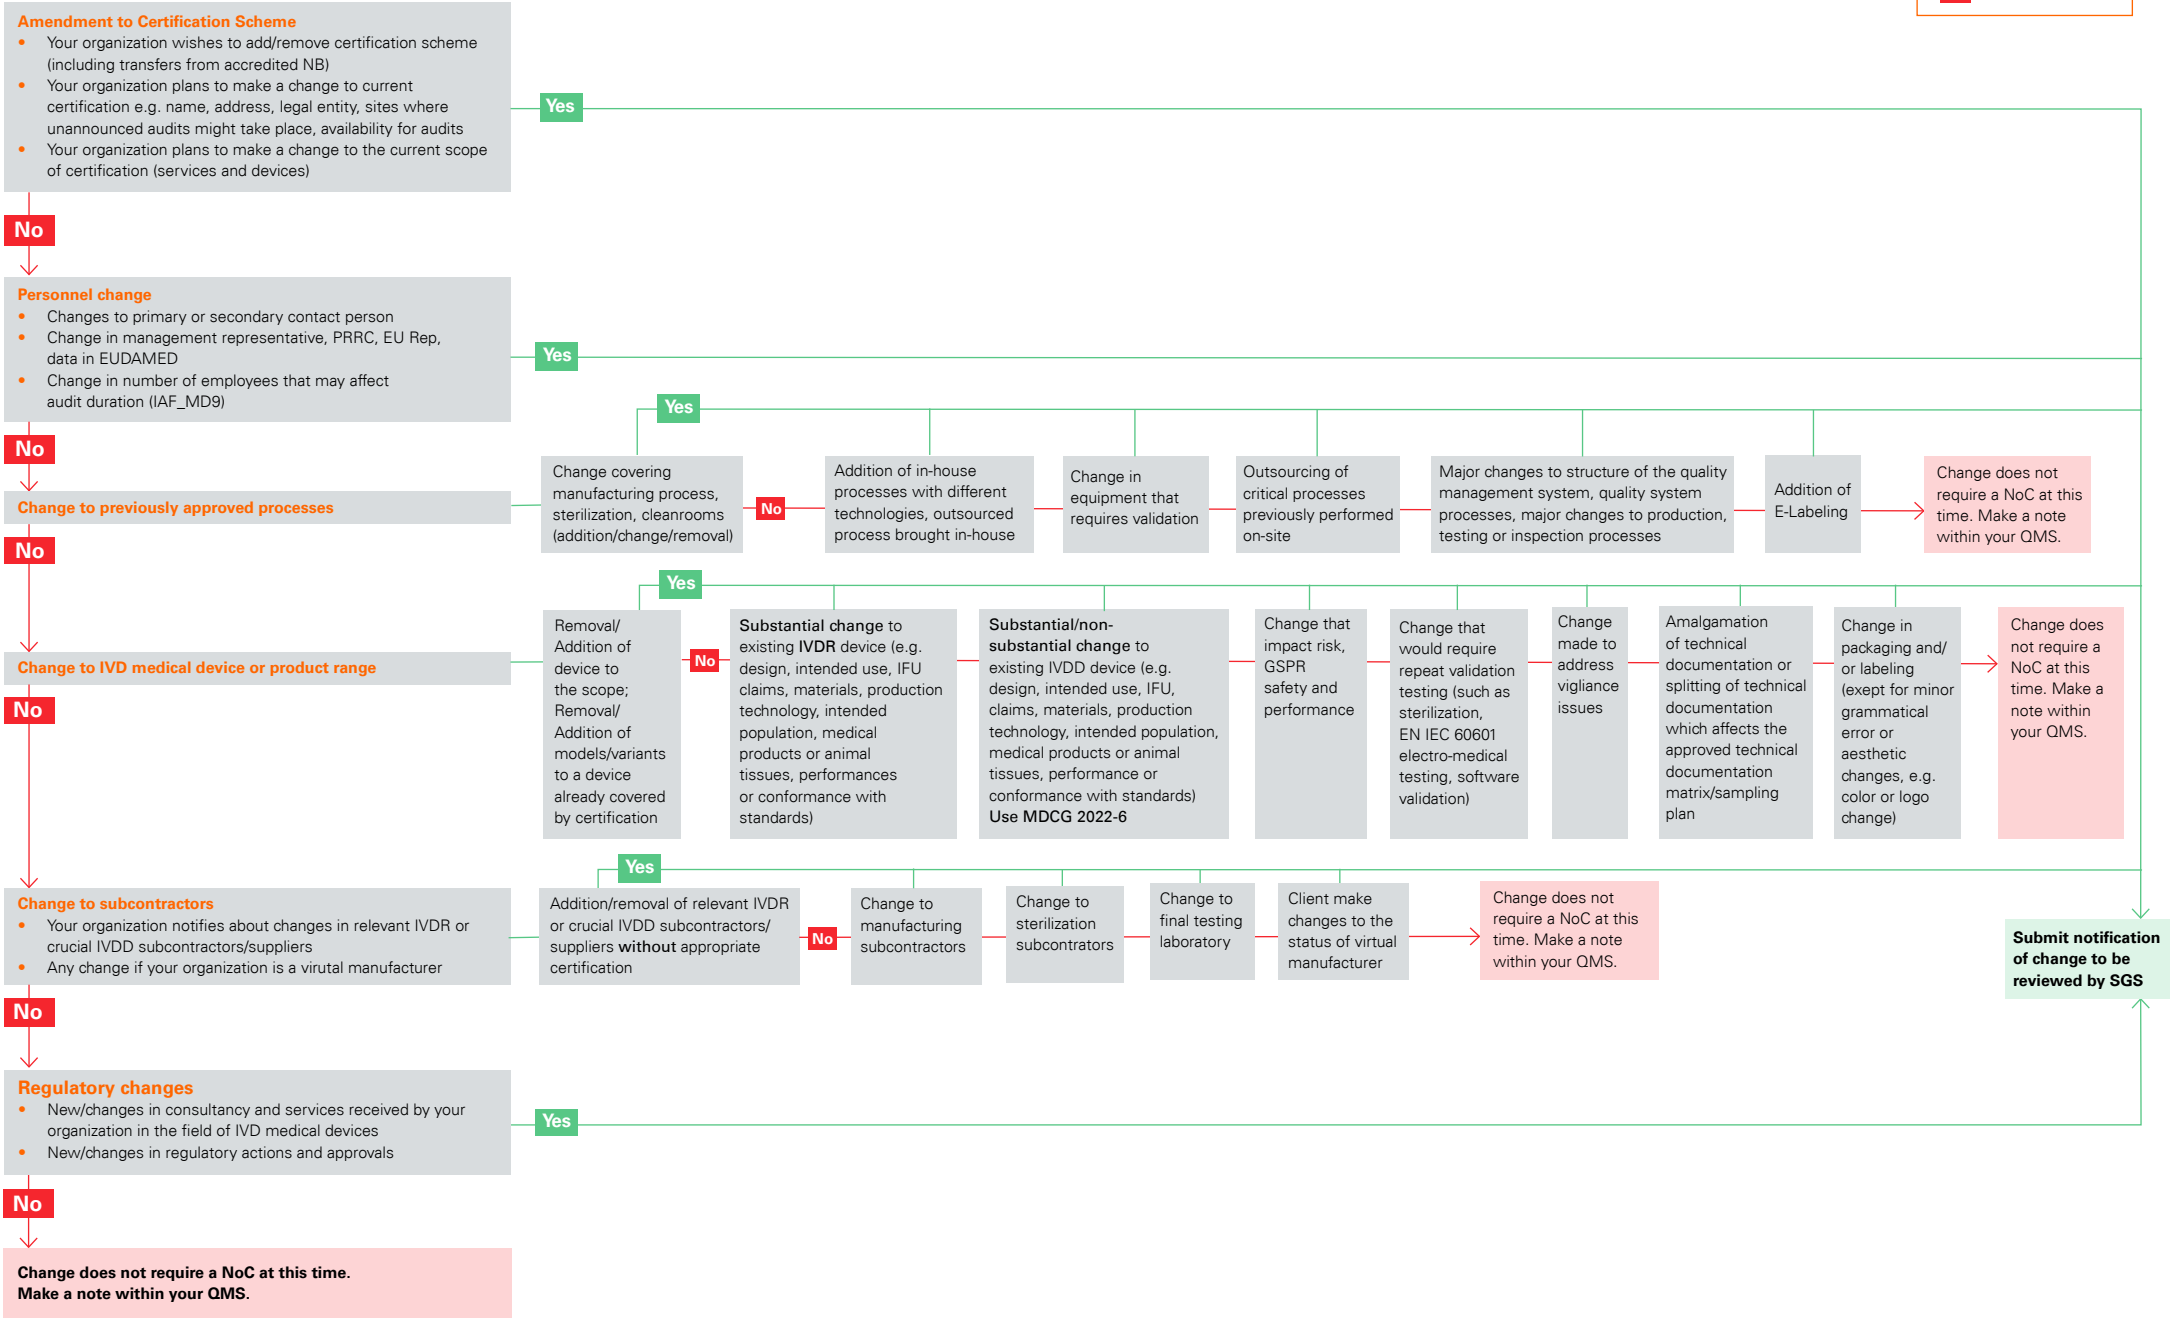 Amendment to Certification Scheme
• Your organization wishes to add/remove certification scheme
(including transfers from accredited NB)
• Your organization plans to make a change to current
certification e.g. name, address, legal entity, sites where
unannounced audits might take place, availability for audits
• Your organization plans to make a change to the current scope
of certification (services and devices)
Yes
No
Personnel change
• Changes to primary or secondary contact person
• Change in management representative, PRRC, EU Rep,
data in EUDAMED
• Change in number of employees that may affect
audit duration (IAF_MD9)
Yes
No
Change to previously approved processes
Yes
Change covering
manufacturing process,
sterilization, cleanrooms
(addition/change/removal)
No
Addition of in-house
processes with different
technologies, outsourced
process brought in-house
Change in
equipment that
requires validation
Outsourcing of
critical processes
previously performed
on-site
Major changes to structure of the quality
management system, quality system
processes, major changes to production,
testing or inspection processes
Addition of
E-Labeling
Change does not
require a NoC at this
time. Make a note
within your QMS.
No
Change to IVD medical device or product range
Yes
Removal/
Addition of
device to
the scope;
Removal/
Addition of
models/variants
to a device
already covered
by certification
No
Substantial change to
existing IVDR device (e.g.
design, intended use, IFU
claims, materials, production
technology, intended
population, medical
products or animal
tissues, performances
or conformance with
standards)
Substantial/non-
substantial change to
existing IVDD device (e.g.
design, intended use, IFU,
claims, materials, production
technology, intended population,
medical products or animal
tissues, performance or
conformance with standards)
Use MDCG 2022-6
Change that
impact risk,
GSPR
safety and
performance
Change that
would require
repeat validation
testing (such as
sterilization,
EN IEC 60601
electro-medical
testing, software
validation)
Change
made to
address
vigliance
issues
Amalgamation
of technical
documentation or
splitting of technical
documentation
which affects the
approved technical
documentation
matrix/sampling
plan
Change in
packaging and/
or labeling
(exept for minor
grammatical
error or
aesthetic
changes, e.g.
color or logo
change)
Change does
not require a
NoC at this
time. Make a
note within
your QMS.
No
Change to subcontractors
• Your organization notifies about changes in relevant IVDR or
crucial IVDD subcontractors/suppliers
• Any change if your organization is a virutal manufacturer
Yes
Addition/removal of relevant IVDR
or crucial IVDD subcontractors/
suppliers without appropriate
certification
No
Change to
manufacturing
subcontractors
Change to
sterilization
subcontrators
Change to
final testing
laboratory
Client make
changes to the
status of virtual
manufacturer
Change does not
require a NoC at this
time. Make a note
within your QMS.
Submit notification
of change to be
reviewed by SGS
No
Regulatory changes
• New/changes in consultancy and services received by your
organization in the field of IVD medical devices
• New/changes in regulatory actions and approvals
Yes
No
Change does not require a NoC at this time.
Make a note within your QMS.